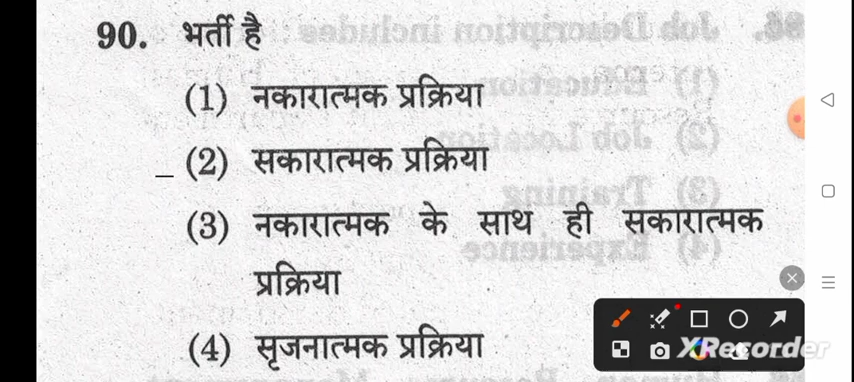 90. भर्ती है
(1) नकारात्मक प्रक्रिया
(2) सकारात्मक प्रक्रिया
(3) नकारात्मक के साथ ही सकारात्मक
प्रक्रिया
(4) सृजनात्मक प्रक्रिया
XRecorder